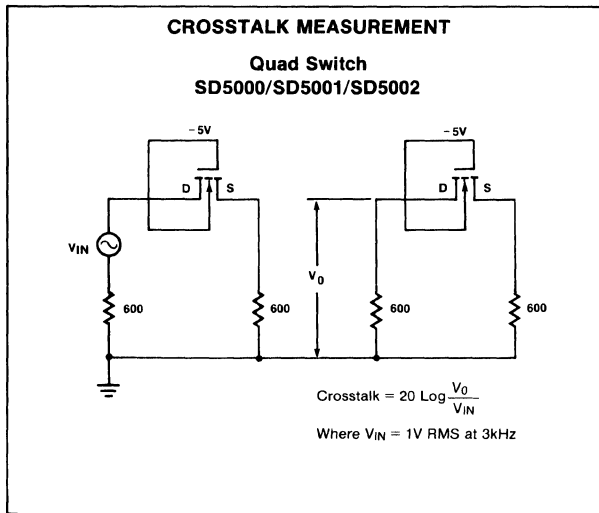 CROSSTALK MEASUREMENT
Quad Switch
SD5000/SD5001/SD5002
–5V
D S
VIN
600
600
–5V
D S
V0
600
600
Crosstalk = 20 Log V0/VIN
Where VIN = 1V RMS at 3kHz